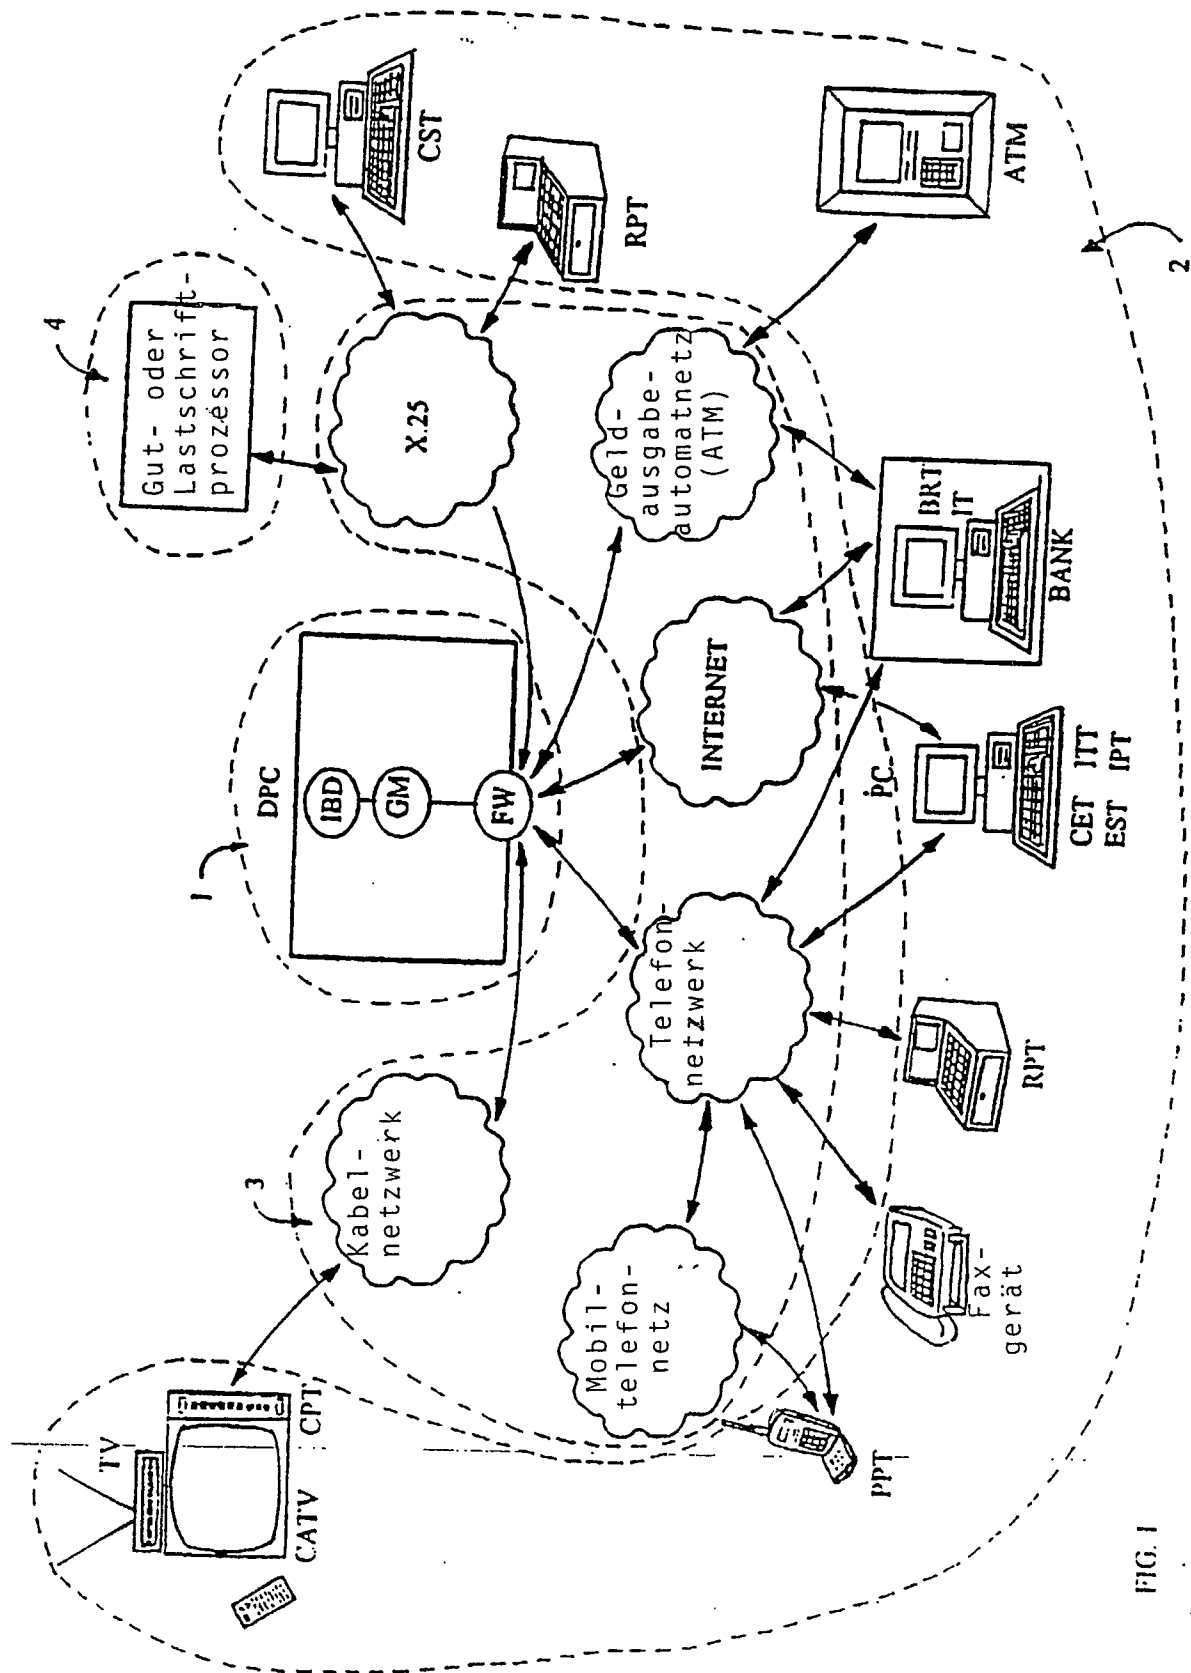 TV
CATV
CPT
3
Kabel-
netzwerk
1
DPC
IBD
GM
FW
4
Gut- oder
Lastschrift-
prozessor
X.25
CST
RPT
Mobil-
telefon-
netz
Telefon-
netzwerk
INTERNET
Geld-
ausgabe-
automatnetz
(ATM)
PPT
Fax-
gerät
RPT
PC
CET ITT
EST IPT
BRT
IT
BANK
ATM
2
FIG. 1